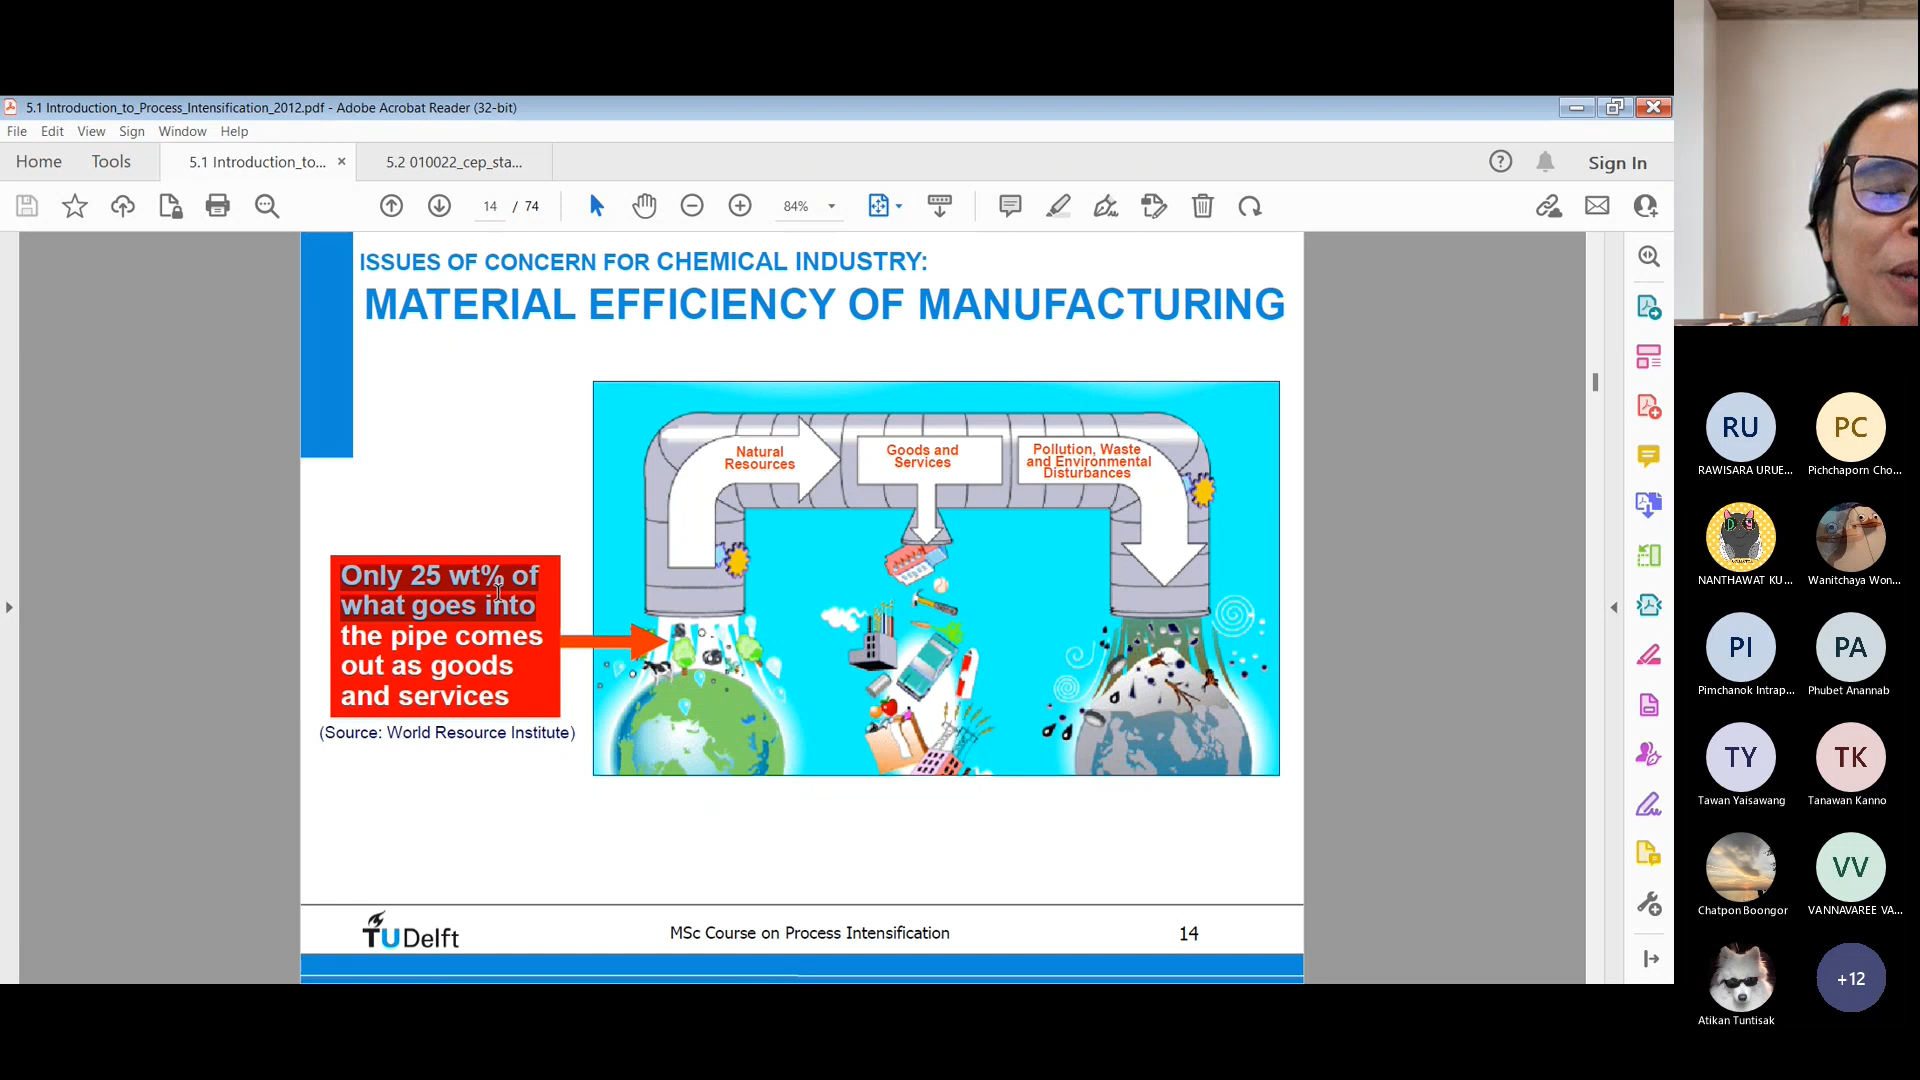 5.1 Introduction_to_Process_Intensification_2012.pdf - Adobe Acrobat Reader (32-bit)
File Edit View Sign Window Help
Home Tools 5.1 Introduction_to... × 5.2 010022_cep_sta... Sign In
14 / 74 84%
ISSUES OF CONCERN FOR CHEMICAL INDUSTRY:
MATERIAL EFFICIENCY OF MANUFACTURING
Natural
Resources
Goods and
Services
Pollution, Waste
and Environmental
Disturbances
Only 25 wt% of
what goes into
the pipe comes
out as goods
and services
(Source: World Resource Institute)
TUDelft
MSc Course on Process Intensification
14
RU PC
RAWISARA URUE... Pichchaporn Cho...
NANTHAWAT KU... Wanitchaya Won...
PI PA
Pimchanok Intrap... Phubet Anannab
TY TK
Tawan Yaisawang Tanawan Kanno
VV
Chatpon Boongor VANNAVAREE VA...
+12
Atikan Tuntisak